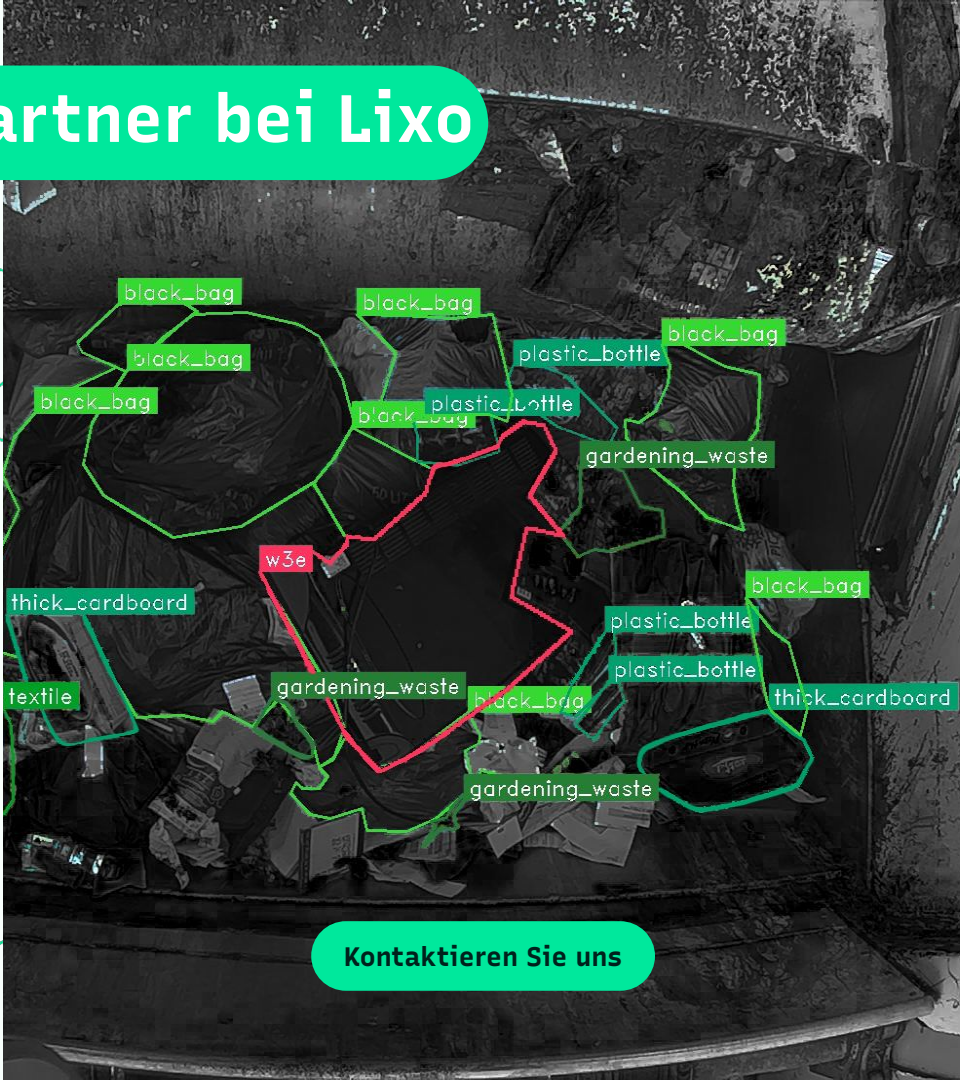 artner bei Lixo
black_bag
black_bag
black_bag
plastic_bottle
black_bag
black_bag
plastic_bottle
black_bag
gardening_waste
w3e
black_bag
thick_cardboard
plastic_bottle
plastic_bottle
gardening_waste
textile
black_bag
thick_cardboard
gardening_waste
Kontaktieren Sie uns